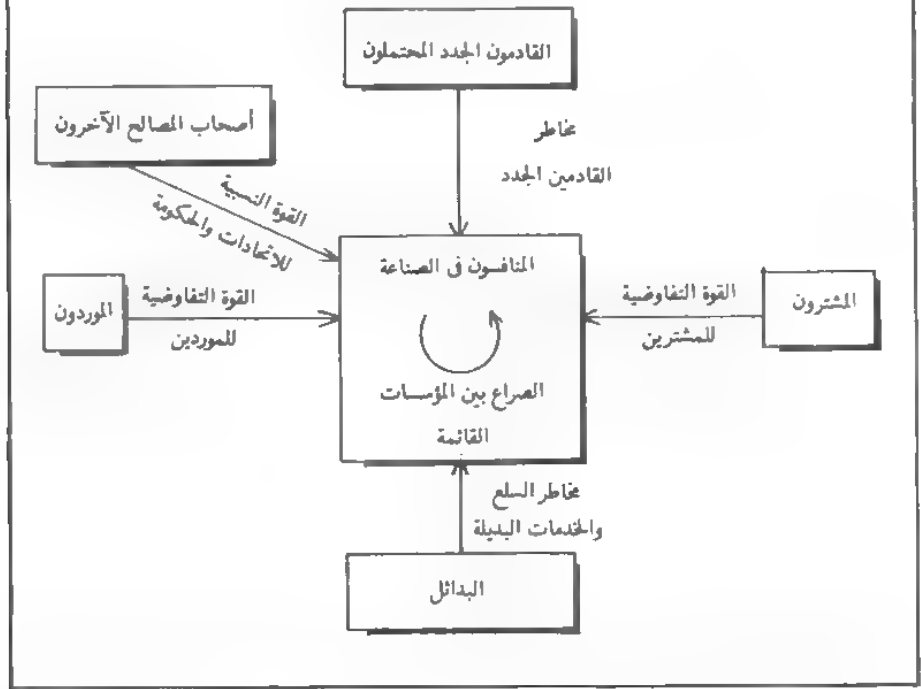 القادمون الجدد المحتملون
أصحاب المصالح الآخرون
مخاطر
القادمين الجدد
القوة النسبية
للاتحادات والحكومة
المنافسون فى الصناعة
المشترون
القوة التفاوضية
للمشترين
القوة التفاوضية
للموردين
الموردون
الصراع بين المؤسسات
القائمة
مخاطر السلع
والخدمات البديلة
البدائل